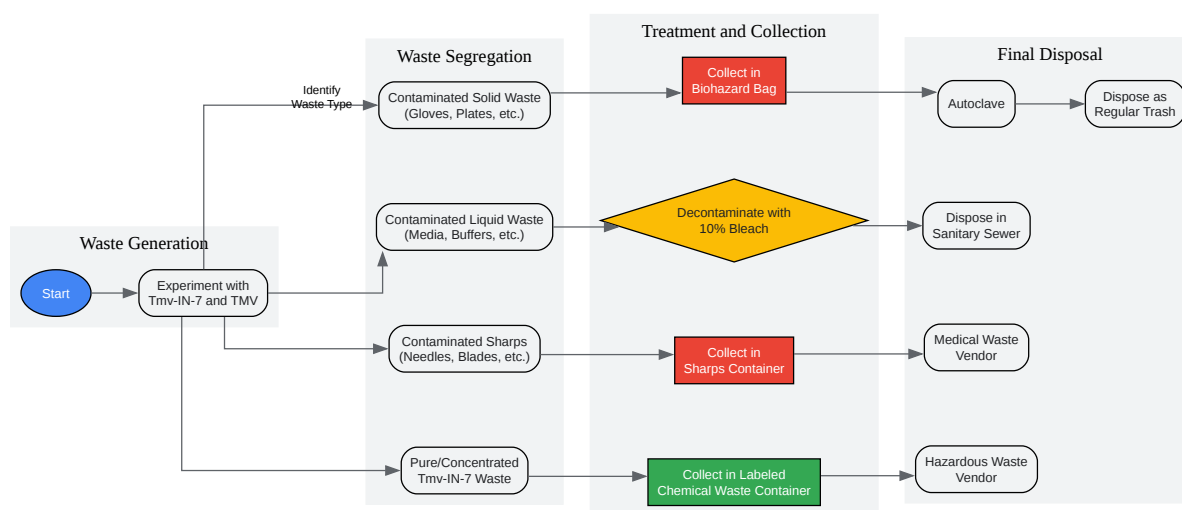 Waste Generation
Start
Experiment with
Tmv-IN-7 and TMV
Identify
Waste Type
Waste Segregation
Contaminated Solid Waste
(Gloves, Plates, etc.)
Contaminated Liquid Waste
(Media, Buffers, etc.)
Contaminated Sharps
(Needles, Blades, etc.)
Pure/Concentrated
Tmv-IN-7 Waste
Treatment and Collection
Collect in
Biohazard Bag
Decontaminate with
10% Bleach
Collect in
Sharps Container
Collect in Labeled
Chemical Waste Container
Final Disposal
Autoclave
Dispose as
Regular Trash
Dispose in
Sanitary Sewer
Medical Waste
Vendor
Hazardous Waste
Vendor